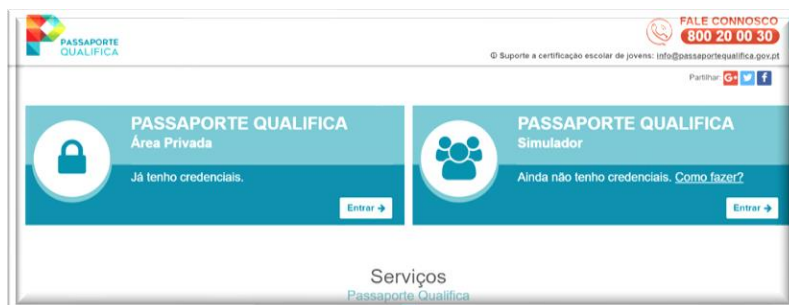 PASSAPORTE
QUALIFICA
FALE CONNOSCO
800 20 00 30
Suporte a certificação escolar de jovens: info@passaportequalifica.gov.pt
Partilhar
PASSAPORTE QUALIFICA
Área Privada
Já tenho credenciais.
Entrar →
PASSAPORTE QUALIFICA
Simulador
Ainda não tenho credenciais. Como fazer?
Entrar →
Serviços
Passaporte Qualifica